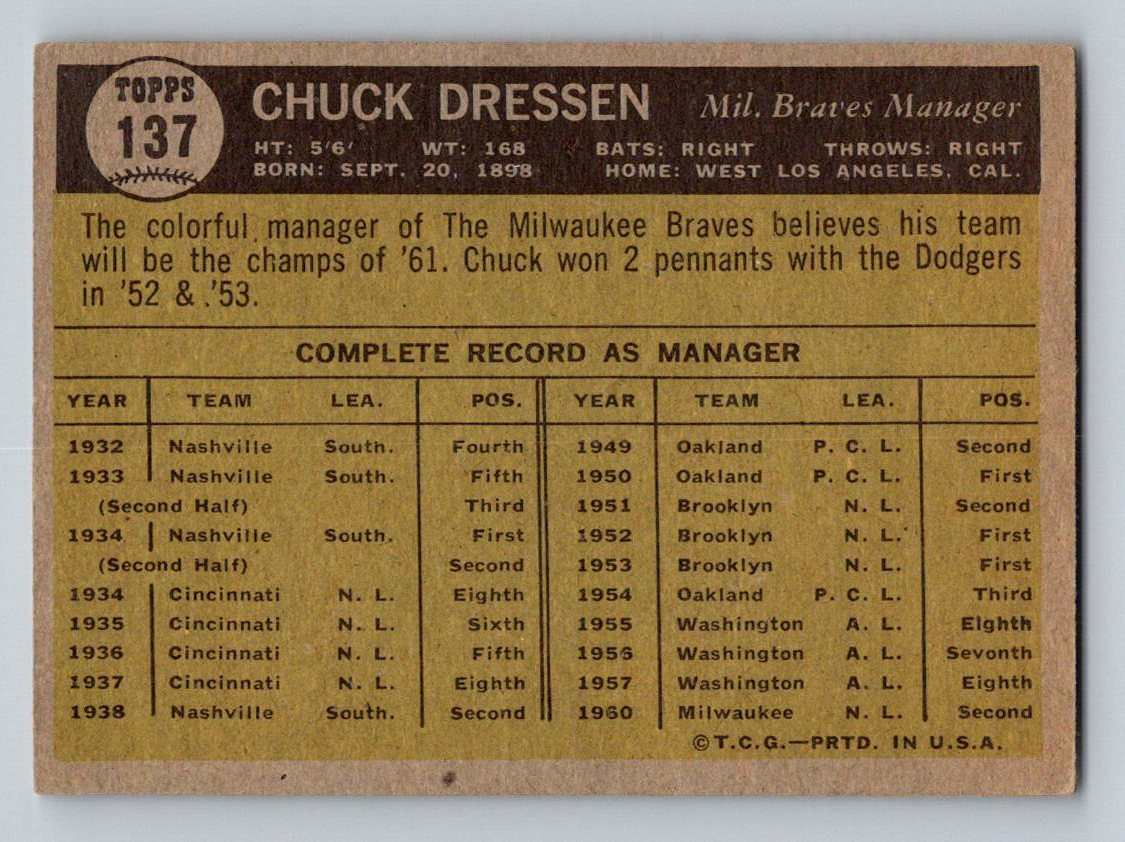 TOPPS
137
CHUCK DRESSEN Mil. Braves Manager
HT: 5'6' WT: 168 BATS: RIGHT THROWS: RIGHT
BORN: SEPT. 20, 1898 HOME: WEST LOS ANGELES, CAL.
The colorful manager of The Milwaukee Braves believes his team
will be the champs of '61. Chuck won 2 pennants with the Dodgers
in '52 & '53.
COMPLETE RECORD AS MANAGER
YEAR TEAM LEA. POS. YEAR TEAM LEA. POS.
1932 Nashville South. Fourth 1949 Oakland P. C. L. Second
1933 Nashville South. Fifth 1950 Oakland P. C. L. First
(Second Half) Third 1951 Brooklyn N. L. Second
1934 Nashville South. First 1952 Brooklyn N. L. First
(Second Half) Second 1953 Brooklyn N. L. First
1934 Cincinnati N. L. Eighth 1954 Oakland P. C. L. Third
1935 Cincinnati N. L. Sixth 1955 Washington A. L. Eighth
1936 Cincinnati N. L. Fifth 1956 Washington A. L. Sevonth
1937 Cincinnati N. L. Eighth 1957 Washington A. L. Eighth
1938 Nashville South. Second 1960 Milwaukee N. L. Second
©T.C.G.—PRTD. IN U.S.A.